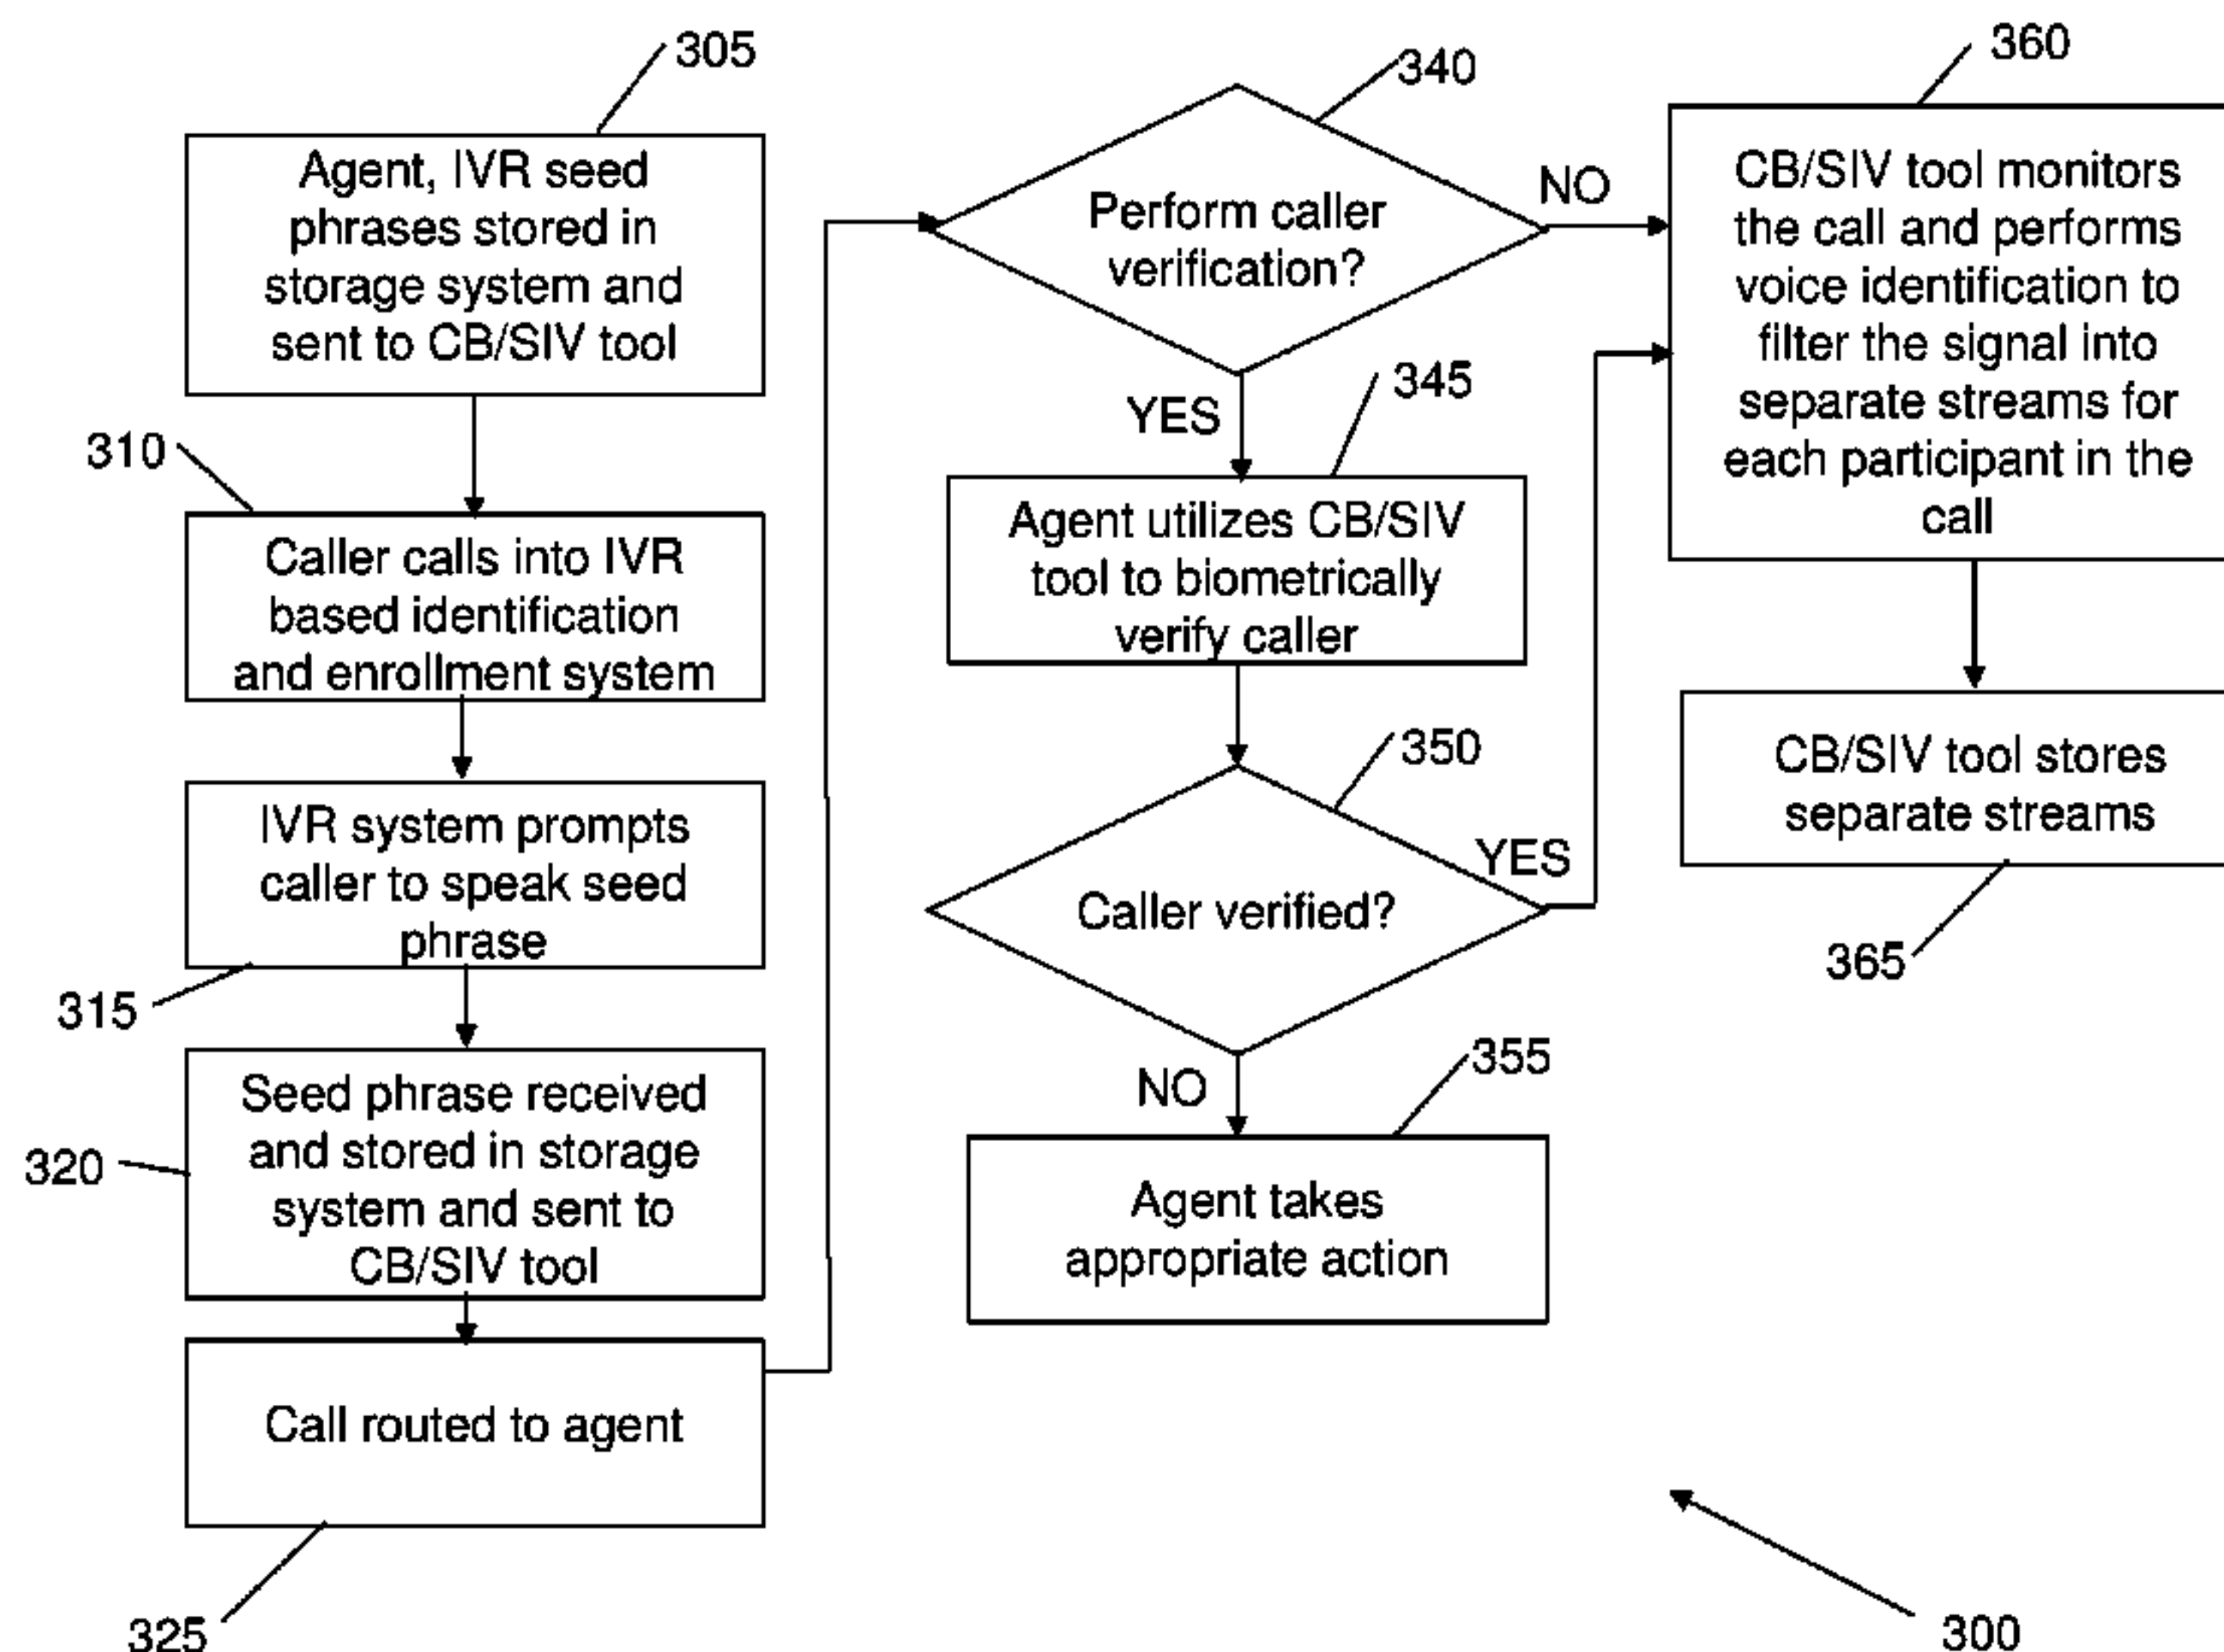 305
Agent, IVR seed
phrases stored in
storage system and
sent to CB/SIV tool
310
Caller calls into IVR
based identification
and enrollment system
IVR system prompts
caller to speak seed
phrase
315
Seed phrase received
and stored in storage
system and sent to
CB/SIV tool
320
Call routed to agent
325
340
Perform caller
verification?
NO
YES
345
Agent utilizes CB/SIV
tool to biometrically
verify caller
350
Caller verified?
YES
NO
355
Agent takes
appropriate action
360
CB/SIV tool monitors
the call and performs
voice identification to
filter the signal into
separate streams for
each participant in the
call
CB/SIV tool stores
separate streams
365
300